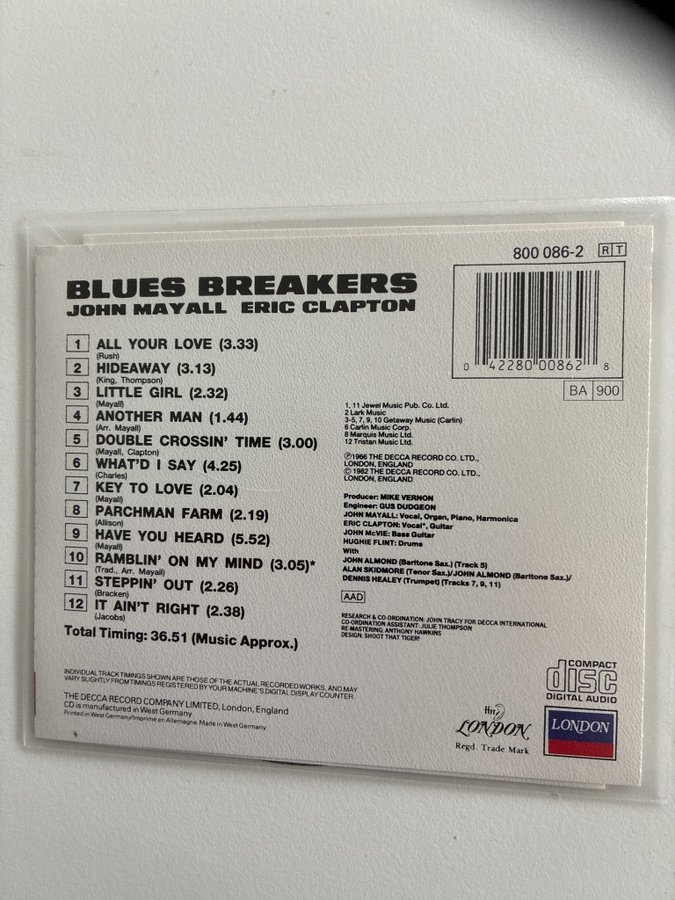 800 086-2 RT
BLUES BREAKERS
JOHN MAYALL ERIC CLAPTON
0 42280 00862 8
BA 900
1 ALL YOUR LOVE (3.33)
(Rush)
2 HIDEAWAY (3.13)
(King, Thompson)
3 LITTLE GIRL (2.32)
(Mayall)
4 ANOTHER MAN (1.44)
(Arr. Mayall)
5 DOUBLE CROSSIN' TIME (3.00)
(Mayall, Clapton)
6 WHAT'D I SAY (4.25)
(Charles)
7 KEY TO LOVE (2.04)
(Mayall)
8 PARCHMAN FARM (2.19)
(Allison)
9 HAVE YOU HEARD (5.52)
(Mayall)
10 RAMBLIN' ON MY MIND (3.05)*
(Trad., Arr. Mayall)
11 STEPPIN' OUT (2.26)
(Bracken)
12 IT AIN'T RIGHT (2.38)
(Jacobs)
Total Timing: 36.51 (Music Approx.)
1, 11 Jewel Music Pub. Co. Ltd.
2 Lark Music
3-5, 7, 9, 10 Getaway Music (Carlin)
6 Carlin Music Corp.
8 Marquis Music Ltd.
12 Tristan Music Ltd.
Ⓟ1966 THE DECCA RECORD CO. LTD.,
LONDON, ENGLAND
©1982 THE DECCA RECORD CO. LTD.,
LONDON, ENGLAND
Producer: MIKE VERNON
Engineer: GUS DUDGEON
JOHN MAYALL: Vocal, Organ, Piano, Harmonica
ERIC CLAPTON: Vocal*, Guitar
JOHN McVIE: Bass Guitar
HUGHIE FLINT: Drums
With
JOHN ALMOND (Baritone Sax.) (Track 5)
ALAN SKIDMORE (Tenor Sax.)/JOHN ALMOND (Baritone Sax.)/
DENNIS HEALEY (Trumpet) (Tracks 7, 9, 11)
AAD
RESEARCH & CO-ORDINATION: JOHN TRACY FOR DECCA INTERNATIONAL
CO-ORDINATION ASSISTANT: JULIE THOMPSON
RE-MASTERING: ANTHONY HAWKINS
DESIGN: SHOOT THAT TIGER!
INDIVIDUAL TRACK TIMINGS SHOWN ARE THOSE OF THE ACTUAL RECORDED WORKS, AND MAY
VARY SLIGHTLY FROM TIMINGS REGISTERED BY YOUR MACHINE'S DIGITAL DISPLAY COUNTER.
THE DECCA RECORD COMPANY LIMITED, London, England
CD is manufactured in West Germany
Printed in West Germany/Imprimé en Allemagne. Made in West Germany
COMPACT
disc
DIGITAL AUDIO
ffrr
LONDON
Regd. Trade Mark
LONDON